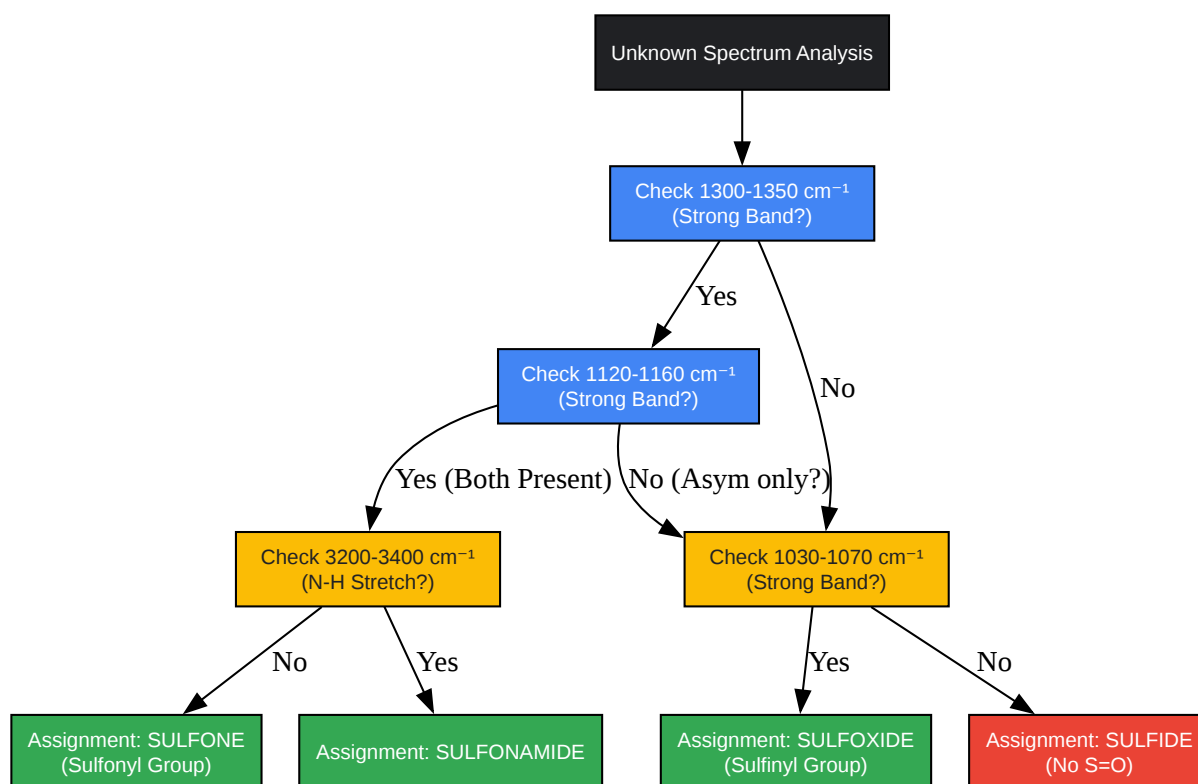 Unknown Spectrum Analysis
Check 1300-1350 cm⁻¹
(Strong Band?)
Yes
No
Check 1120-1160 cm⁻¹
(Strong Band?)
Yes (Both Present)
No (Asym only?)
Check 3200-3400 cm⁻¹
(N-H Stretch?)
Check 1030-1070 cm⁻¹
(Strong Band?)
No
Yes
Yes
No
Assignment: SULFONE
(Sulfonyl Group)
Assignment: SULFONAMIDE
Assignment: SULFOXIDE
(Sulfinyl Group)
Assignment: SULFIDE
(No S=O)